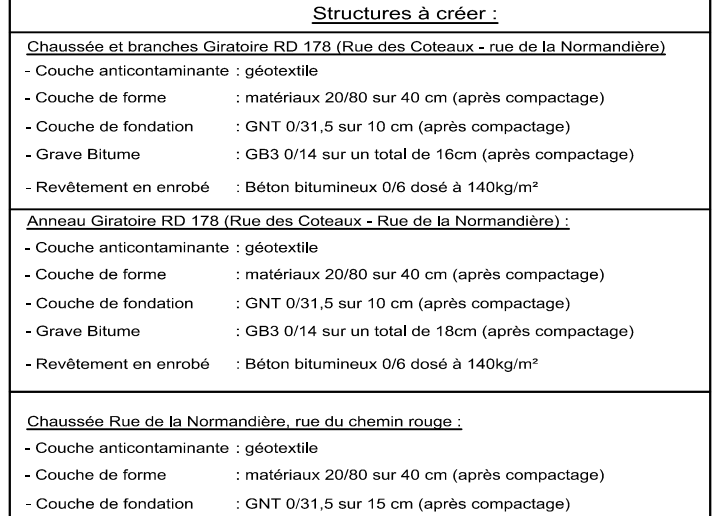 Structures à créer :
Chaussée et branches Giratoire RD 178 (Rue des Coteaux - rue de la Normandière)
- Couche anticontaminante : géotextile
- Couche de forme : matériaux 20/80 sur 40 cm (après compactage)
- Couche de fondation : GNT 0/31,5 sur 10 cm (après compactage)
- Grave Bitume : GB3 0/14 sur un total de 16cm (après compactage)
- Revêtement en enrobé : Béton bitumineux 0/6 dosé à 140kg/m²
Anneau Giratoire RD 178 (Rue des Coteaux - Rue de la Normandière) :
- Couche anticontaminante : géotextile
- Couche de forme : matériaux 20/80 sur 40 cm (après compactage)
- Couche de fondation : GNT 0/31,5 sur 10 cm (après compactage)
- Grave Bitume : GB3 0/14 sur un total de 18cm (après compactage)
- Revêtement en enrobé : Béton bitumineux 0/6 dosé à 140kg/m²
Chaussée Rue de la Normandière, rue du chemin rouge :
- Couche anticontaminante : géotextile
- Couche de forme : matériaux 20/80 sur 40 cm (après compactage)
- Couche de fondation : GNT 0/31,5 sur 15 cm (après compactage)